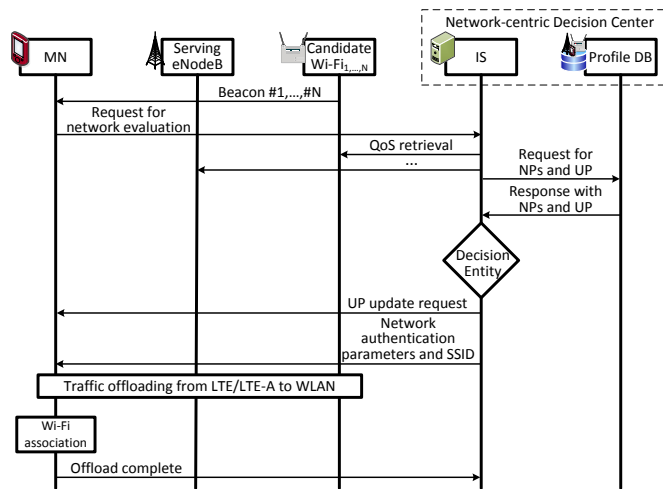 Network-centric Decision Center
MN
Serving
eNodeB
Candidate
Wi-Fi1,...,N
IS
Profile DB
Beacon #1,...,#N
Request for
network evaluation
QoS retrieval
...
Request for
NPs and UP
Response with
NPs and UP
Decision
Entity
UP update request
Network
authentication
parameters and SSID
Traffic offloading from LTE/LTE-A to WLAN
Wi-Fi
association
Offload complete